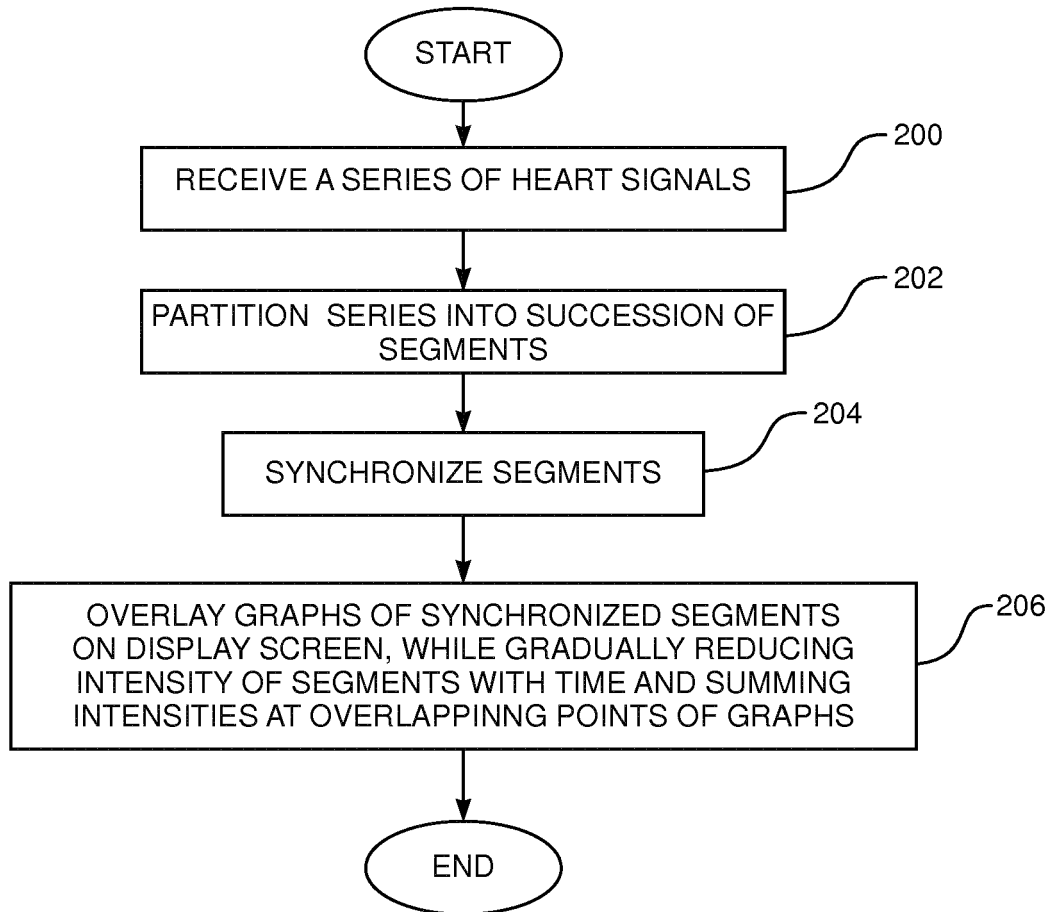 START
200
RECEIVE A SERIES OF HEART SIGNALS
202
PARTITION SERIES INTO SUCCESSION OF
SEGMENTS
204
SYNCHRONIZE SEGMENTS
206
OVERLAY GRAPHS OF SYNCHRONIZED SEGMENTS
ON DISPLAY SCREEN, WHILE GRADUALLY REDUCING
INTENSITY OF SEGMENTS WITH TIME AND SUMMING
INTENSITIES AT OVERLAPPINNG POINTS OF GRAPHS
END